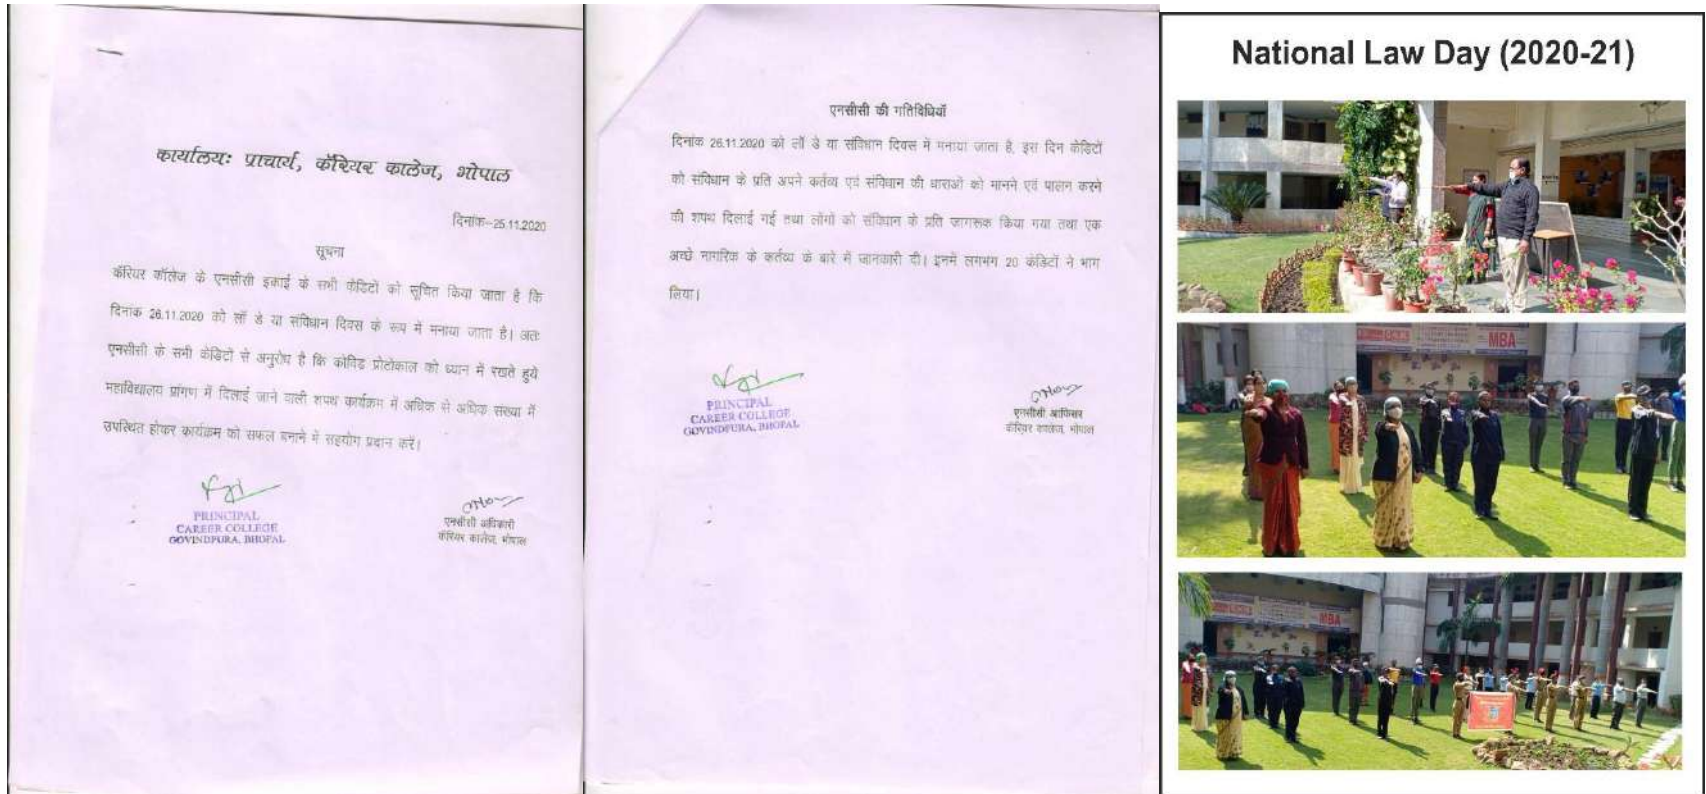 कार्यालयः प्राचार्य, कॅरियर कालेज, भोपाल
दिनांक–25.11.2020
सूचना
कॅरियर कॉलेज के एनसीसी इकाई के सभी केडिटों को सूचित किया जाता है कि
दिनांक 26.11.2020 को लॉ डे या संविधान दिवस के रूप में मनाया जाता है। अतः
एनसीसी के सभी केडिटों से अनुरोध है कि कोविड प्रोटोकाल को ध्यान में रखते हुये
महाविद्यालय प्रांगण में दिलाई जाने वाली शपथ कार्यक्रम में अधिक से अधिक संख्या में
उपस्थित होकर कार्यक्रम को सफल बनाने में सहयोग प्रदान करें।
PRINCIPAL
CAREER COLLEGE
GOVINDPURA, BHOPAL
एनसीसी अधिकारी
कॅरियर कालेज, भोपाल
एनसीसी की गतिविधियॉ
दिनांक 26.11.2020 को लॉ डे या संविधान दिवस में मनाया जाता है, इस दिन केडिटों
को संविधान के प्रति अपने कर्तव्य एवं संविधान की धाराओं को मानने एवं पालन करने
की शपथ दिलाई गई तथा लोगों को संविधान के प्रति जागरूक किया गया तथा एक
अच्छे नागरिक के कर्तव्य के बारे में जानकारी दी। इनमें लगभग 20 केडिटों ने भाग
लिया।
PRINCIPAL
CAREER COLLEGE
GOVINDPURA, BHOPAL
एनसीसी आफिसर
कॅरियर कालेज, भोपाल
National Law Day (2020-21)
MBA
MBA